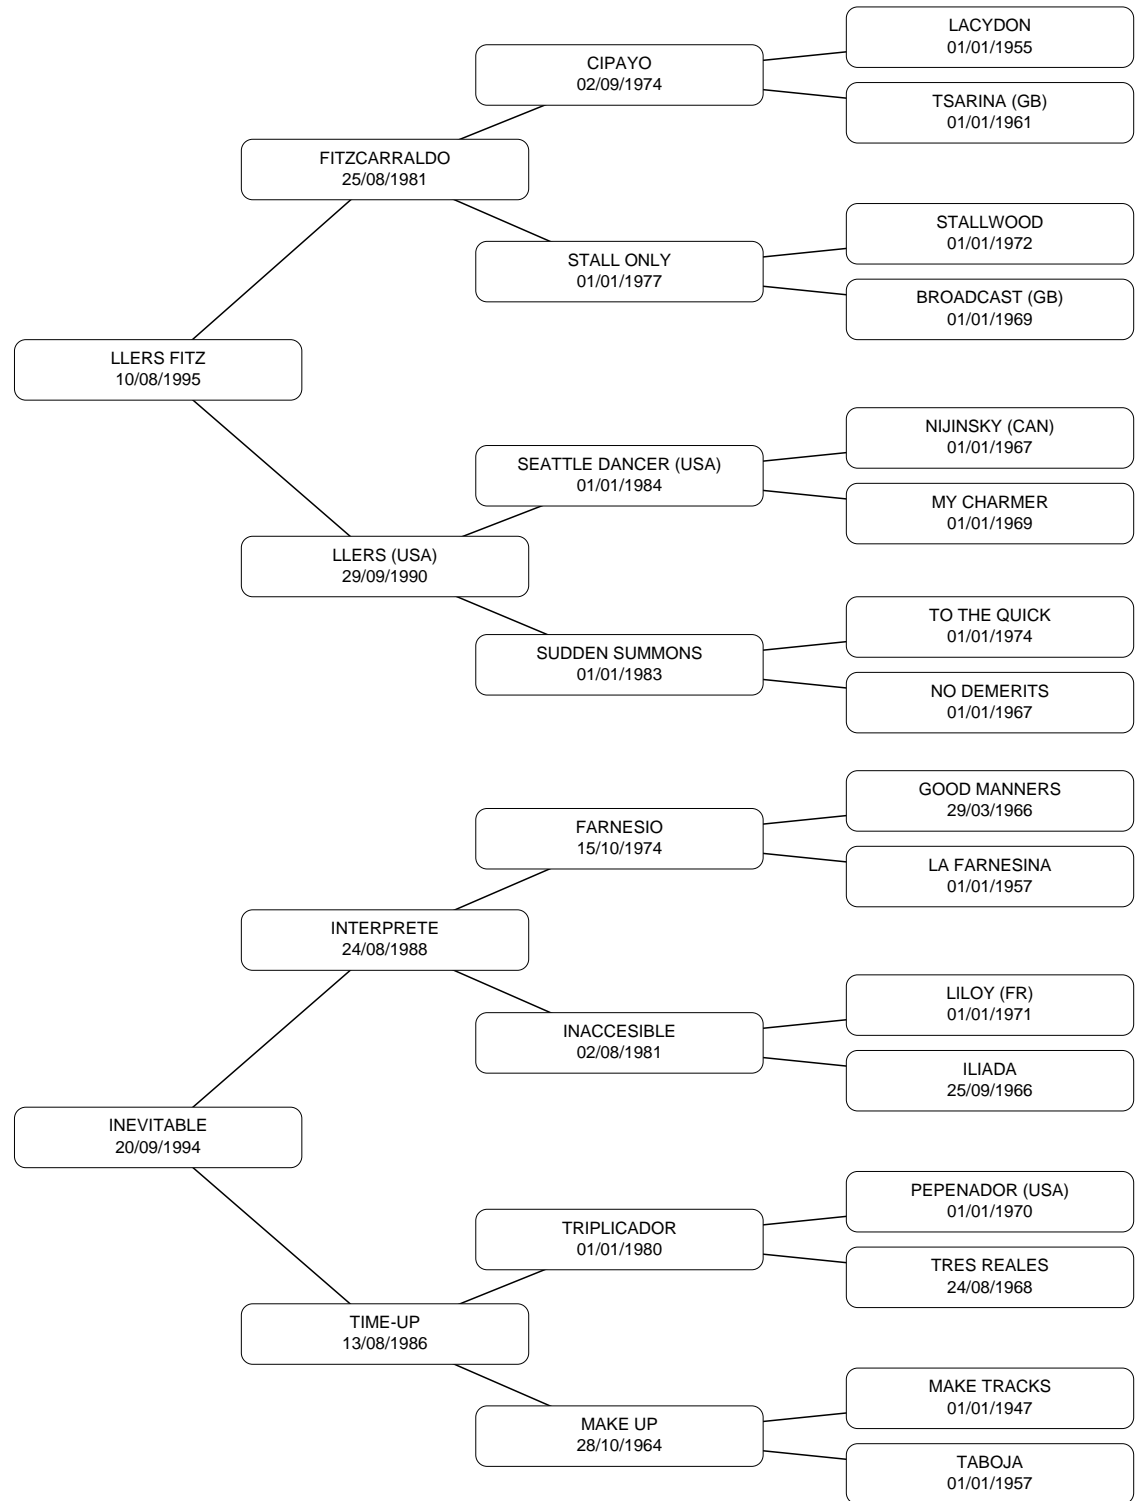 LACYDON
01/01/1955
CIPAYO
02/09/1974
TSARINA (GB)
01/01/1961
FITZCARRALDO
25/08/1981
STALLWOOD
01/01/1972
STALL ONLY
01/01/1977
BROADCAST (GB)
01/01/1969
LLERS FITZ
10/08/1995
NIJINSKY (CAN)
01/01/1967
SEATTLE DANCER (USA)
01/01/1984
MY CHARMER
01/01/1969
LLERS (USA)
29/09/1990
TO THE QUICK
01/01/1974
SUDDEN SUMMONS
01/01/1983
NO DEMERITS
01/01/1967
GOOD MANNERS
29/03/1966
FARNESIO
15/10/1974
LA FARNESINA
01/01/1957
INTERPRETE
24/08/1988
LILOY (FR)
01/01/1971
INACCESIBLE
02/08/1981
ILIADA
25/09/1966
INEVITABLE
20/09/1994
PEPENADOR (USA)
01/01/1970
TRIPLICADOR
01/01/1980
TRES REALES
24/08/1968
TIME-UP
13/08/1986
MAKE TRACKS
01/01/1947
MAKE UP
28/10/1964
TABOJA
01/01/1957